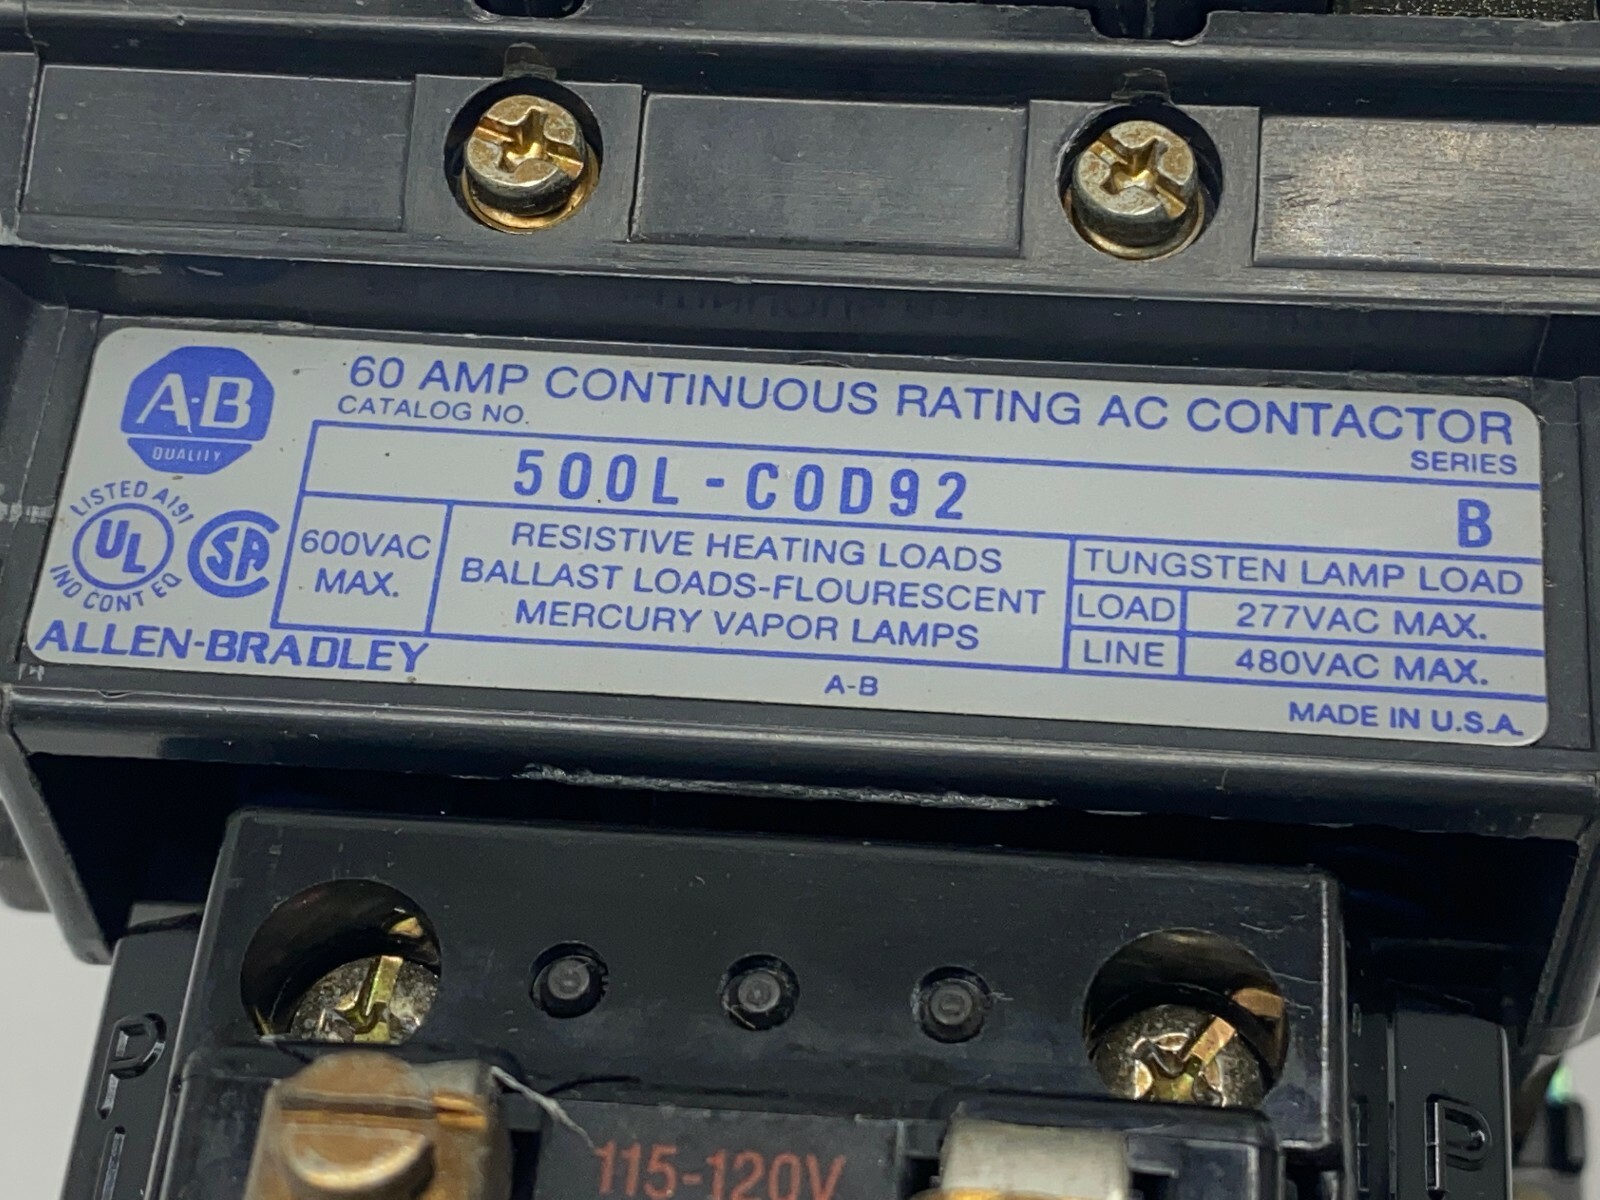 A·B
QUALITY
60 AMP CONTINUOUS RATING AC CONTACTOR
CATALOG NO.
SERIES
500L-COD92
B
LISTED A191
UL
IND CONT EQ
SA
600VAC
MAX.
RESISTIVE HEATING LOADS
BALLAST LOADS-FLOURESCENT
MERCURY VAPOR LAMPS
TUNGSTEN LAMP LOAD
LOAD 277VAC MAX.
LINE 480VAC MAX.
ALLEN-BRADLEY
A-B
MADE IN U.S.A.
115-120V